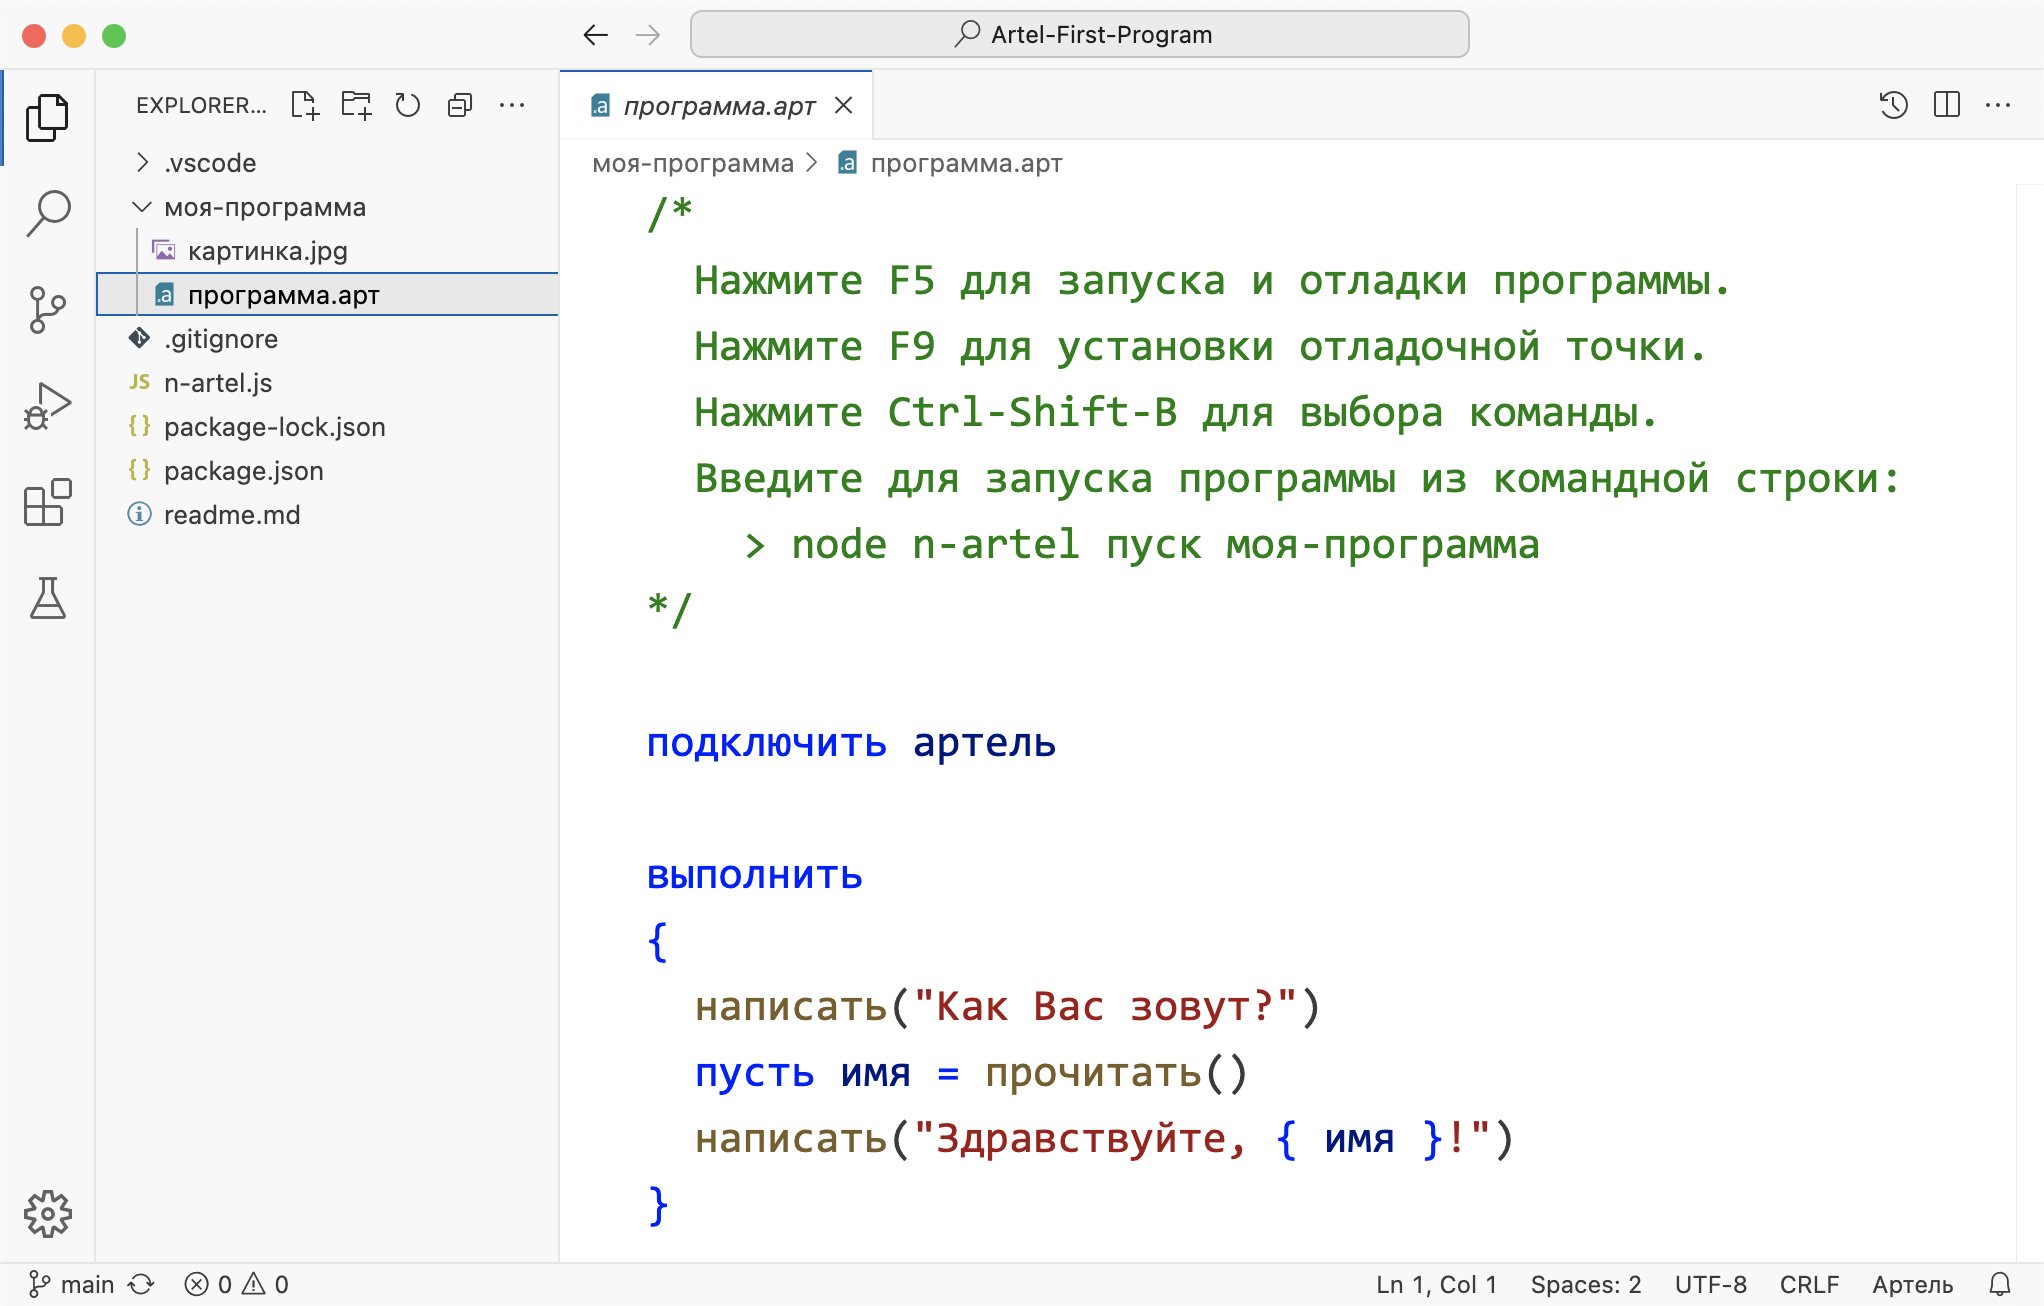 Artel-First-Program
EXPLORER...
программа.арт
.vscode
моя-программа
картинка.jpg
программа.арт
.gitignore
JS n-artel.js
{} package-lock.json
{} package.json
readme.md
моя-программа > .a программа.арт
/*
Нажмите F5 для запуска и отладки программы.
Нажмите F9 для установки отладочной точки.
Нажмите Ctrl-Shift-B для выбора команды.
Введите для запуска программы из командной строки:
> node n-artel пуск моя-программа
*/
подключить артель
выполнить
{
написать("Как Вас зовут?")
пусть имя = прочитать()
написать("Здравствуйте, { имя }!")
}
main 0 0 Ln 1, Col 1 Spaces: 2 UTF-8 CRLF Артель